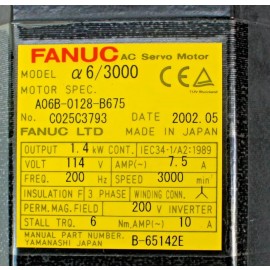 FANUC AC Servo Motor
MODEL α6/3000
MOTOR SPEC.
A06B-0128-B675
No. C025C3793 DATE 2002.05
FANUC LTD MADE IN JAPAN
OUTPUT 1.4 kW CONT. IEC34-1/A2:1989
VOLT 114 V AMP(~) 7.5 A
FREQ. 200 Hz SPEED 3000 min⁻¹
INSULATION F 3 PHASE WINDING CONN.
PERM. MAG. FIELD 200 V INVERTER
STALL TRQ. 6 Nm, AMP(~) 10 A
MANUAL PART NUMBER. B-65142E
YAMANASHI JAPAN